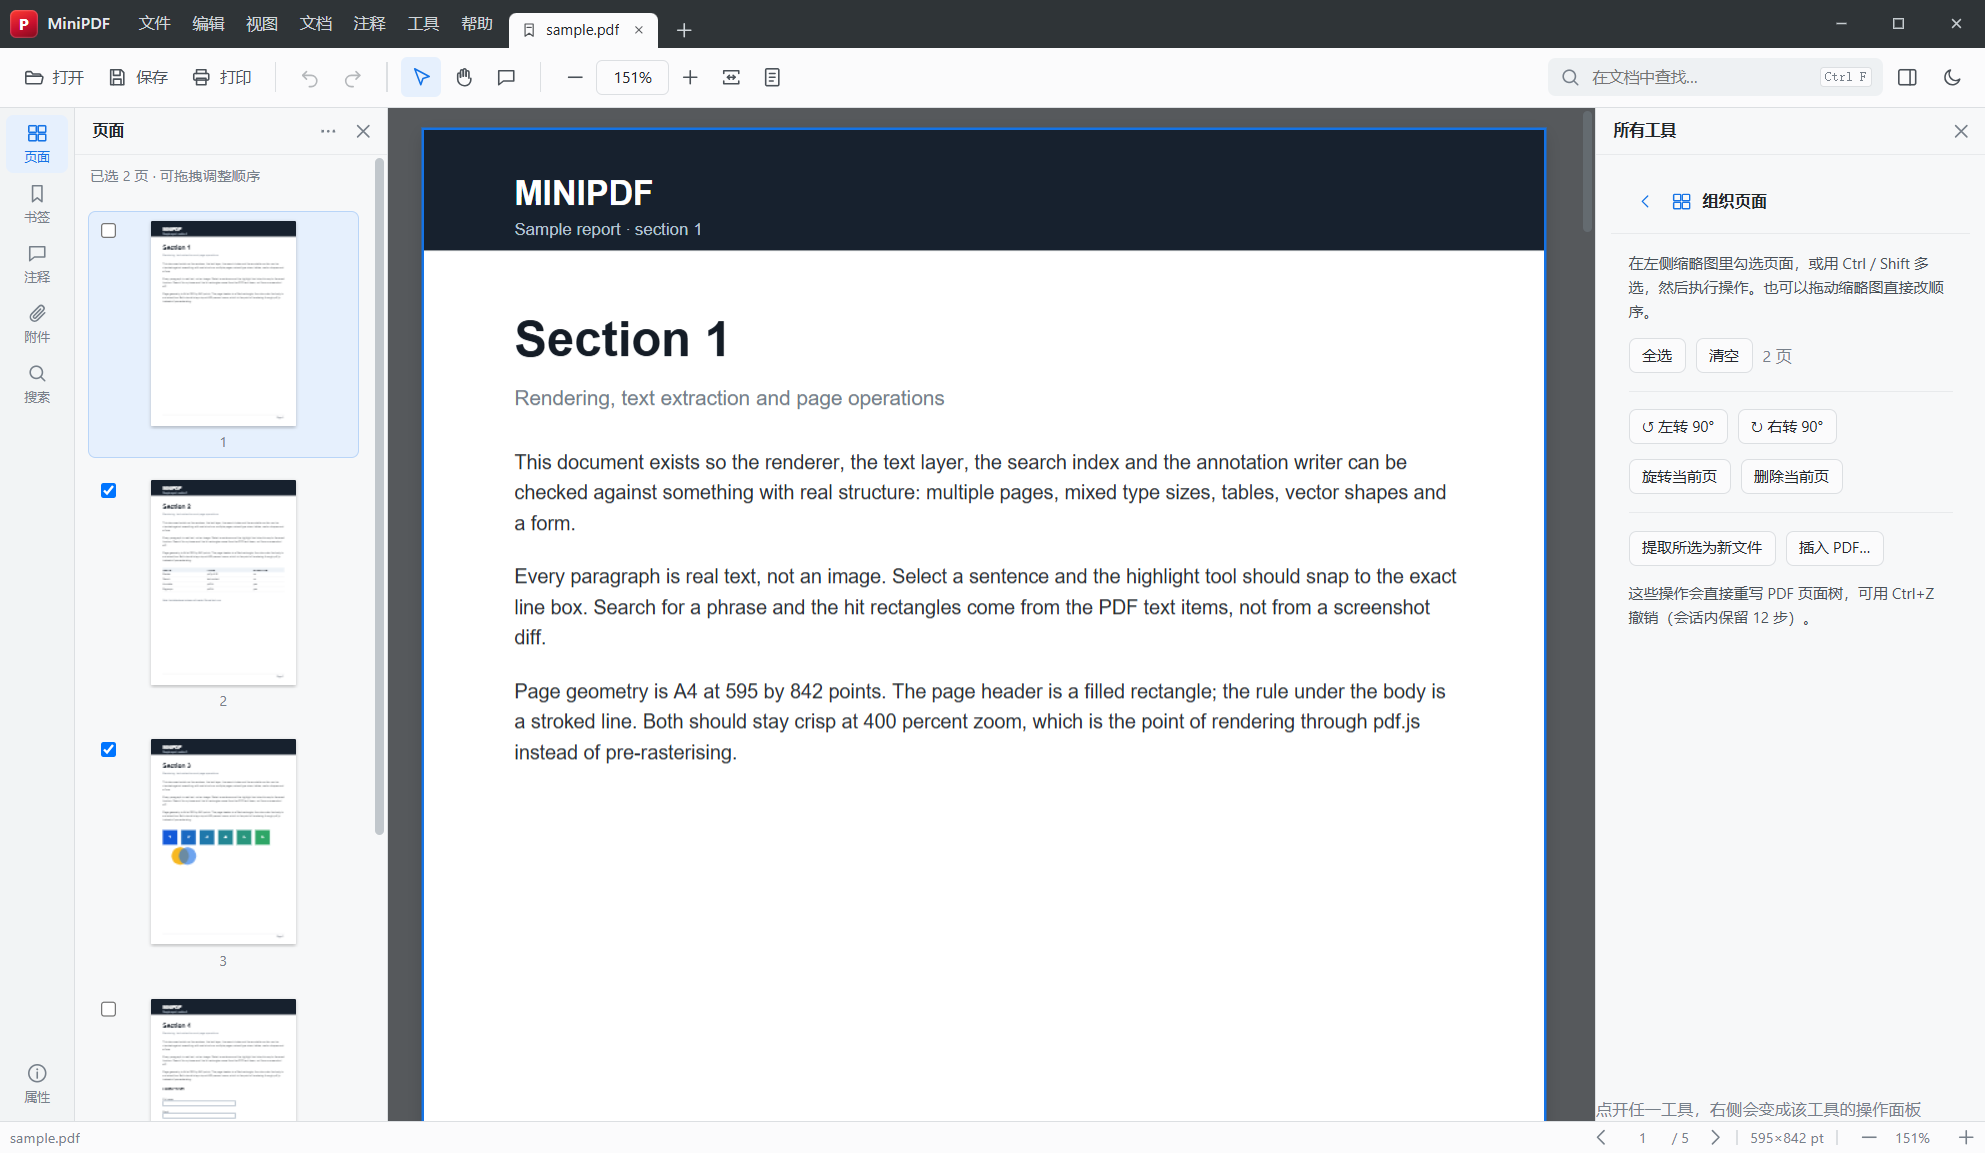 P MiniPDF 文件 编辑 视图 文档 注释 工具 帮助 sample.pdf
打开 保存 打印 151% 在文档中查找... Ctrl F
页面
书签
注释
附件
搜索
属性
页面
已选 2 页 · 可拖拽调整顺序
MINIPDF
Section 1
1
MINIPDF
Section 2
2
MINIPDF
Section 3
3
MINIPDF
Section 4
MINIPDF
Sample report · section 1
Section 1
Rendering, text extraction and page operations
This document exists so the renderer, the text layer, the search index and the annotation writer can be
checked against something with real structure: multiple pages, mixed type sizes, tables, vector shapes and
a form.
Every paragraph is real text, not an image. Select a sentence and the highlight tool should snap to the exact
line box. Search for a phrase and the hit rectangles come from the PDF text items, not from a screenshot
diff.
Page geometry is A4 at 595 by 842 points. The page header is a filled rectangle; the rule under the body is
a stroked line. Both should stay crisp at 400 percent zoom, which is the point of rendering through pdf.js
instead of pre-rasterising.
所有工具
组织页面
在左侧缩略图里勾选页面，或用 Ctrl / Shift 多
选，然后执行操作。也可以拖动缩略图直接改顺
序。
全选 清空 2 页
↺ 左转 90° ↻ 右转 90°
旋转当前页 删除当前页
提取所选为新文件 插入 PDF...
这些操作会直接重写 PDF 页面树，可用 Ctrl+Z
撤销（会话内保留 12 步）。
点开任一工具，右侧会变成该工具的操作面板
sample.pdf 1 / 5 595×842 pt 151%